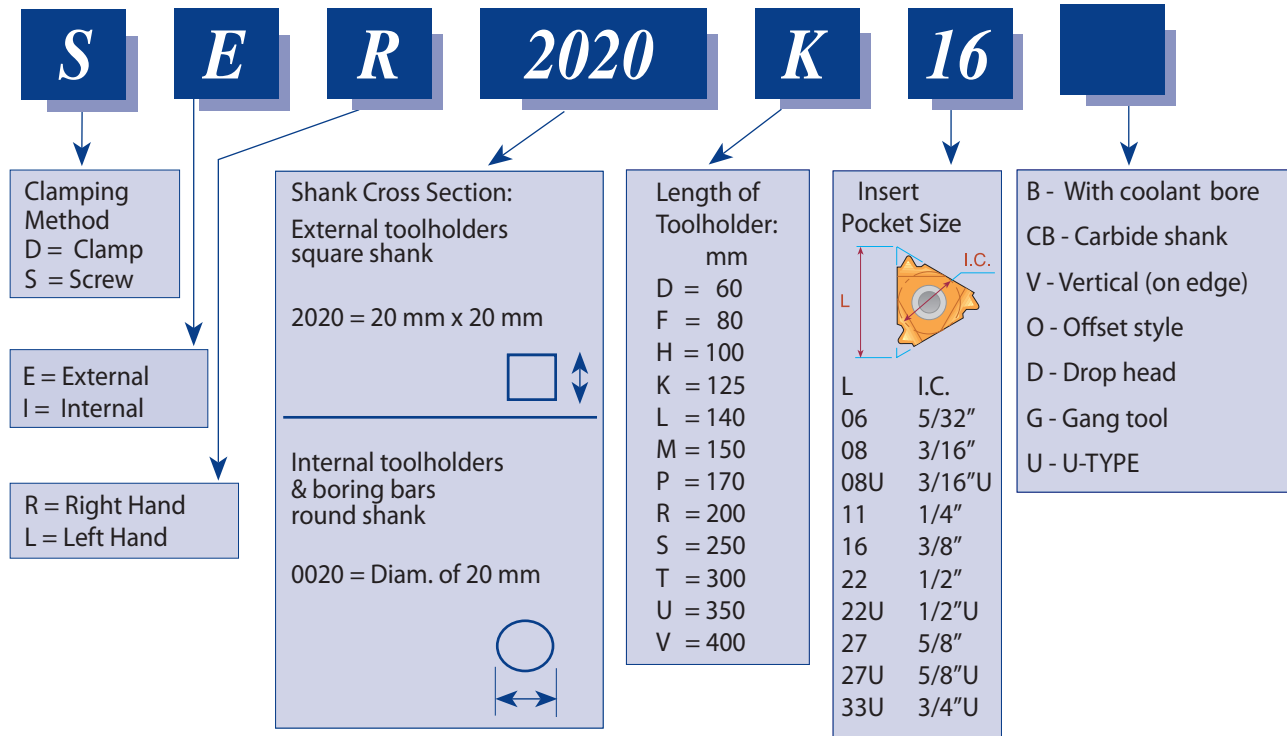 S E R 2020 K 16
Clamping
Method
D = Clamp
S = Screw
E = External
I = Internal
R = Right Hand
L = Left Hand
Shank Cross Section:
External toolholders
square shank
2020 = 20 mm x 20 mm
Internal toolholders
& boring bars
round shank
0020 = Diam. of 20 mm
Length of
Toolholder:
mm
D = 60
F = 80
H = 100
K = 125
L = 140
M = 150
P = 170
R = 200
S = 250
T = 300
U = 350
V = 400
Insert
Pocket Size
I.C.
L
L I.C.
06 5/32"
08 3/16"
08U 3/16"U
11 1/4"
16 3/8"
22 1/2"
22U 1/2"U
27 5/8"
27U 5/8"U
33U 3/4"U
B - With coolant bore
CB - Carbide shank
V - Vertical (on edge)
O - Offset style
D - Drop head
G - Gang tool
U - U-TYPE